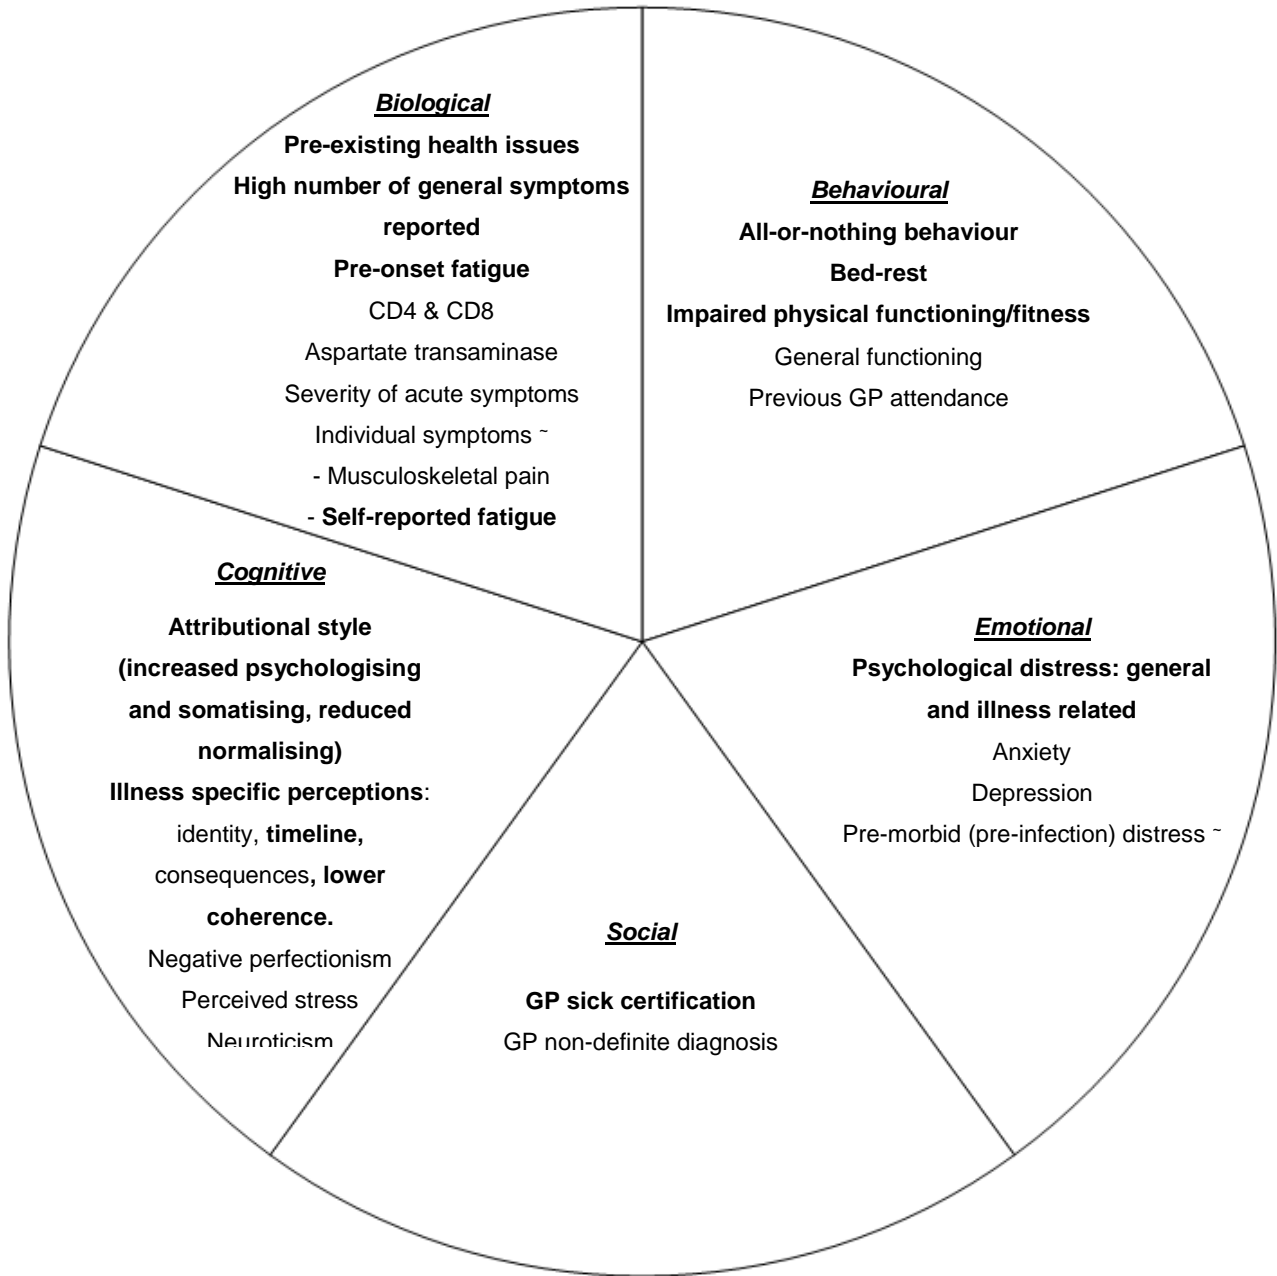 Biological
Pre-existing health issues
High number of general symptoms
reported
Pre-onset fatigue
CD4 & CD8
Aspartate transaminase
Severity of acute symptoms
Individual symptoms ~
- Musculoskeletal pain
- Self-reported fatigue
Behavioural
All-or-nothing behaviour
Bed-rest
Impaired physical functioning/fitness
General functioning
Previous GP attendance
Cognitive
Attributional style
(increased psychologising
and somatising, reduced
normalising)
Illness specific perceptions:
identity, timeline,
consequences, lower
coherence.
Negative perfectionism
Perceived stress
Neuroticism
Emotional
Psychological distress: general
and illness related
Anxiety
Depression
Pre-morbid (pre-infection) distress ~
Social
GP sick certification
GP non-definite diagnosis